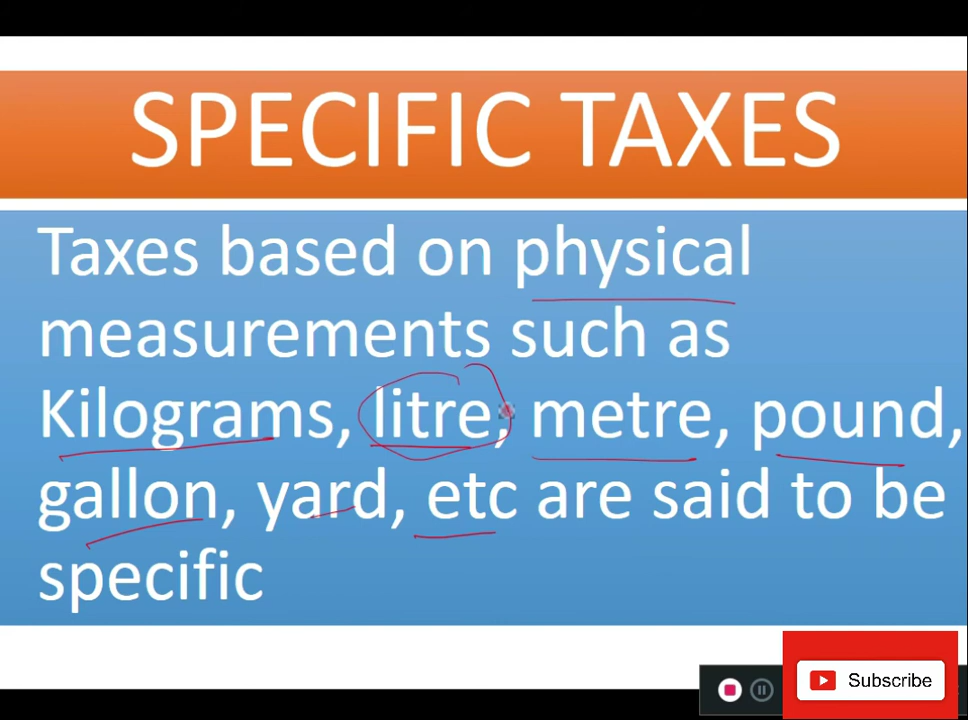 SPECIFIC TAXES
Taxes based on physical
measurements such as
Kilograms, litre, metre, pound,
gallon, yard, etc are said to be
specific
Subscribe